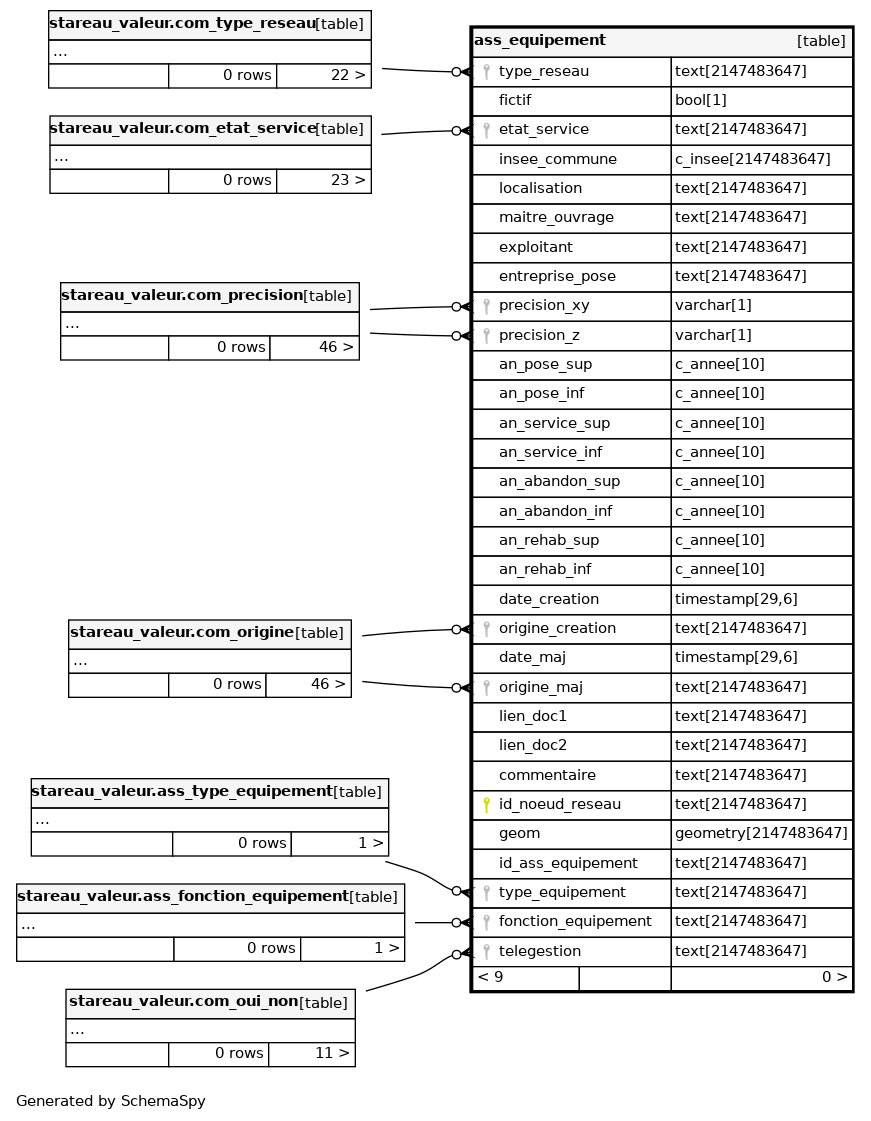 stareau_valeur.com_type_reseau[table]
...
0 rows 22 >
stareau_valeur.com_etat_service[table]
...
0 rows 23 >
stareau_valeur.com_precision[table]
...
0 rows 46 >
stareau_valeur.com_origine[table]
...
0 rows 46 >
stareau_valeur.ass_type_equipement[table]
...
0 rows 1 >
stareau_valeur.ass_fonction_equipement[table]
...
0 rows 1 >
stareau_valeur.com_oui_non[table]
...
0 rows 11 >
ass_equipement [table]
type_reseau text[2147483647]
fictif bool[1]
etat_service text[2147483647]
insee_commune c_insee[2147483647]
localisation text[2147483647]
maitre_ouvrage text[2147483647]
exploitant text[2147483647]
entreprise_pose text[2147483647]
precision_xy varchar[1]
precision_z varchar[1]
an_pose_sup c_annee[10]
an_pose_inf c_annee[10]
an_service_sup c_annee[10]
an_service_inf c_annee[10]
an_abandon_sup c_annee[10]
an_abandon_inf c_annee[10]
an_rehab_sup c_annee[10]
an_rehab_inf c_annee[10]
date_creation timestamp[29,6]
origine_creation text[2147483647]
date_maj timestamp[29,6]
origine_maj text[2147483647]
lien_doc1 text[2147483647]
lien_doc2 text[2147483647]
commentaire text[2147483647]
id_noeud_reseau text[2147483647]
geom geometry[2147483647]
id_ass_equipement text[2147483647]
type_equipement text[2147483647]
fonction_equipement text[2147483647]
telegestion text[2147483647]
< 9 0 >
Generated by SchemaSpy